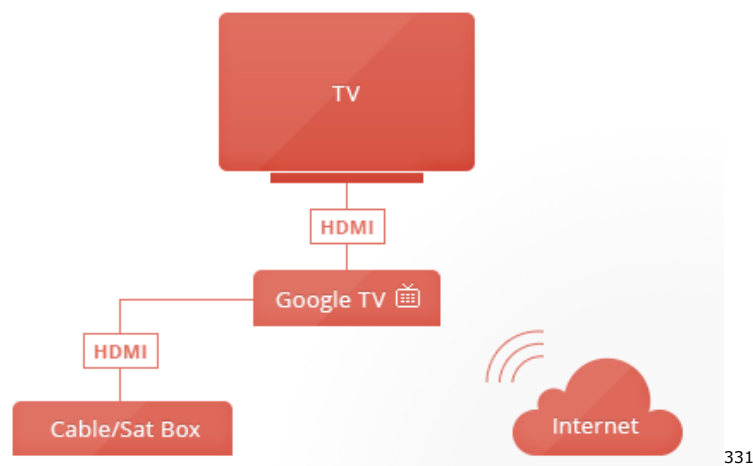 TV
HDMI
Google TV
HDMI
Cable/Sat Box
Internet
331